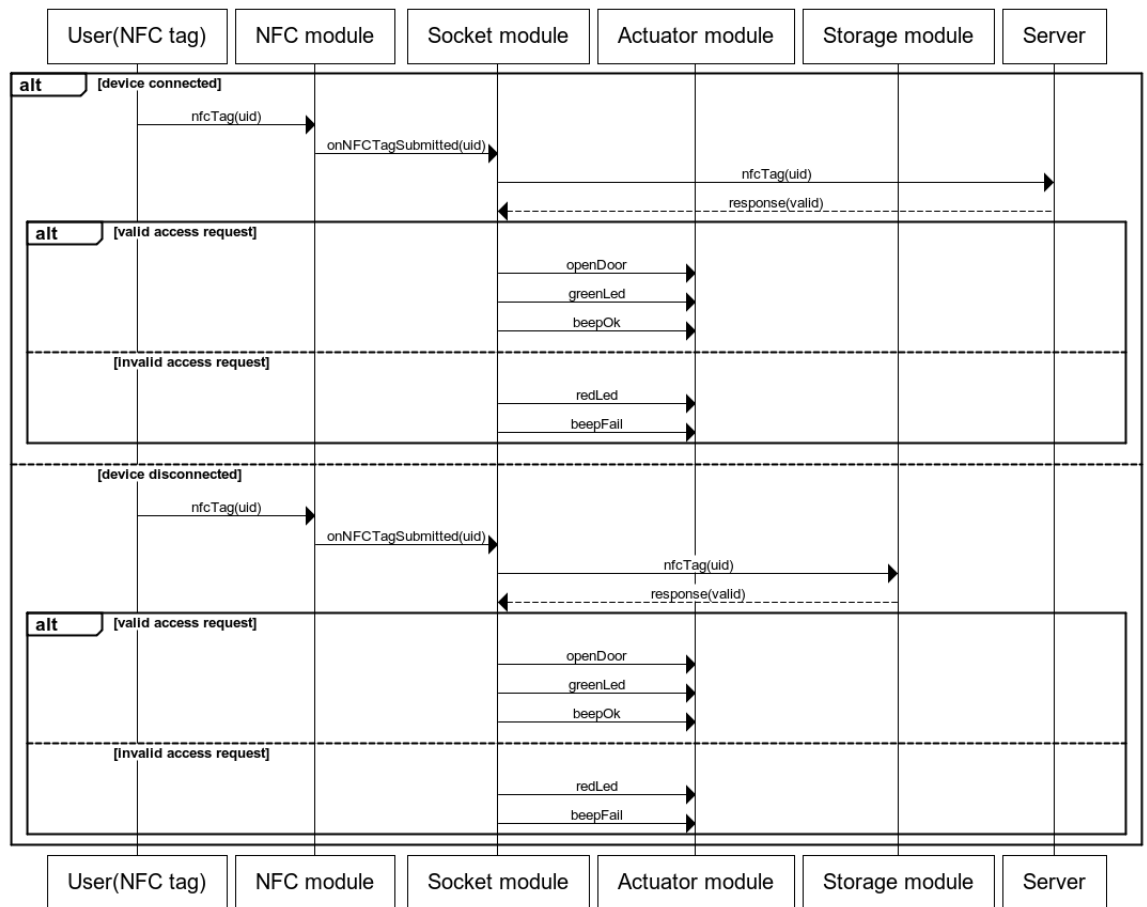 User(NFC tag) NFC module Socket module Actuator module Storage module Server
alt [device connected]
nfcTag(uid)
onNFCTagSubmitted(uid)
nfcTag(uid)
response(valid)
alt [valid access request]
openDoor
greenLed
beepOk
[invalid access request]
redLed
beepFail
[device disconnected]
nfcTag(uid)
onNFCTagSubmitted(uid)
nfcTag(uid)
response(valid)
alt [valid access request]
openDoor
greenLed
beepOk
[invalid access request]
redLed
beepFail
User(NFC tag) NFC module Socket module Actuator module Storage module Server